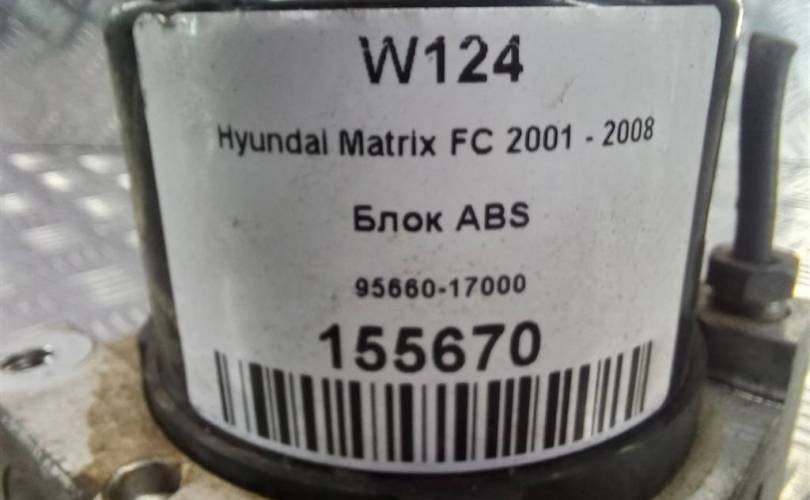 W124
Hyundai Matrix FC 2001 - 2008
Блок ABS
95660-17000
155670